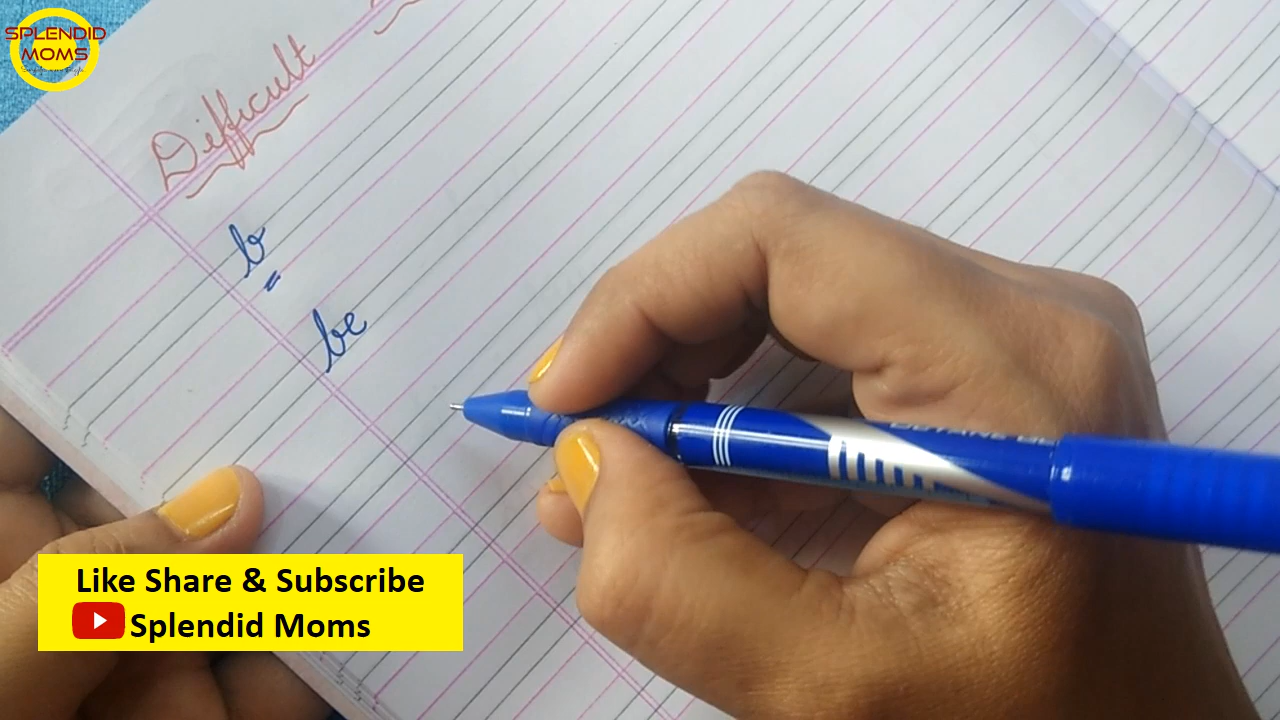 SPLENDID
MOMS
Difficult
b
be
Like Share & Subscribe
Splendid Moms